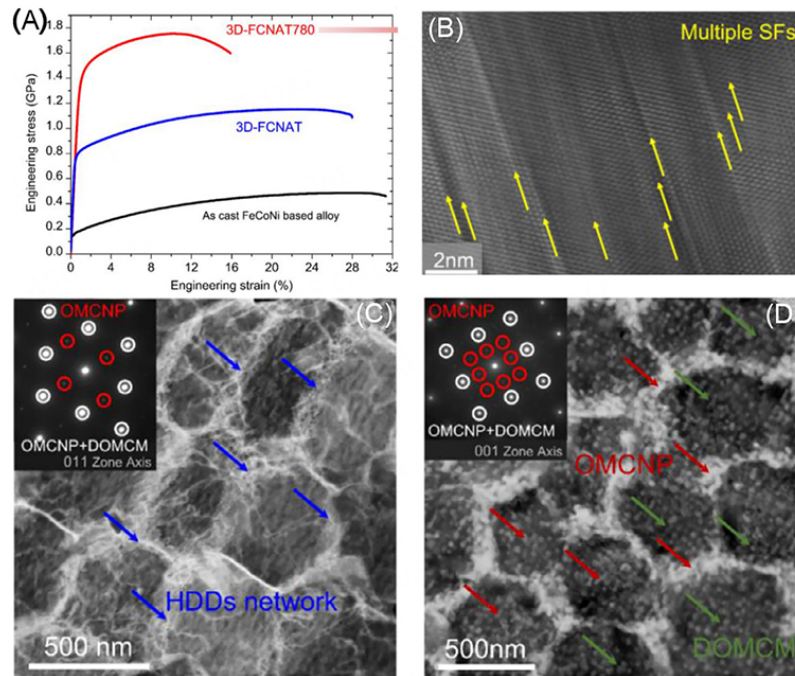 (A)
1.8
1.6
1.4
1.2
1.0
0.8
0.6
0.4
0.2
0.0
Engineering stress (GPa)
3D-FCNAT780
3D-FCNAT
As cast FeCoNi based alloy
0 4 8 12 16 20 24 28 32
Engineering strain (%)
(B)
Multiple SFs
2nm
(C)
OMCNP
OMCNP+DOMCM
011 Zone Axis
HDDs network
500 nm
(D)
OMCNP
OMCNP+DOMCM
001 Zone Axis
OMCNP
DOMCM
500nm